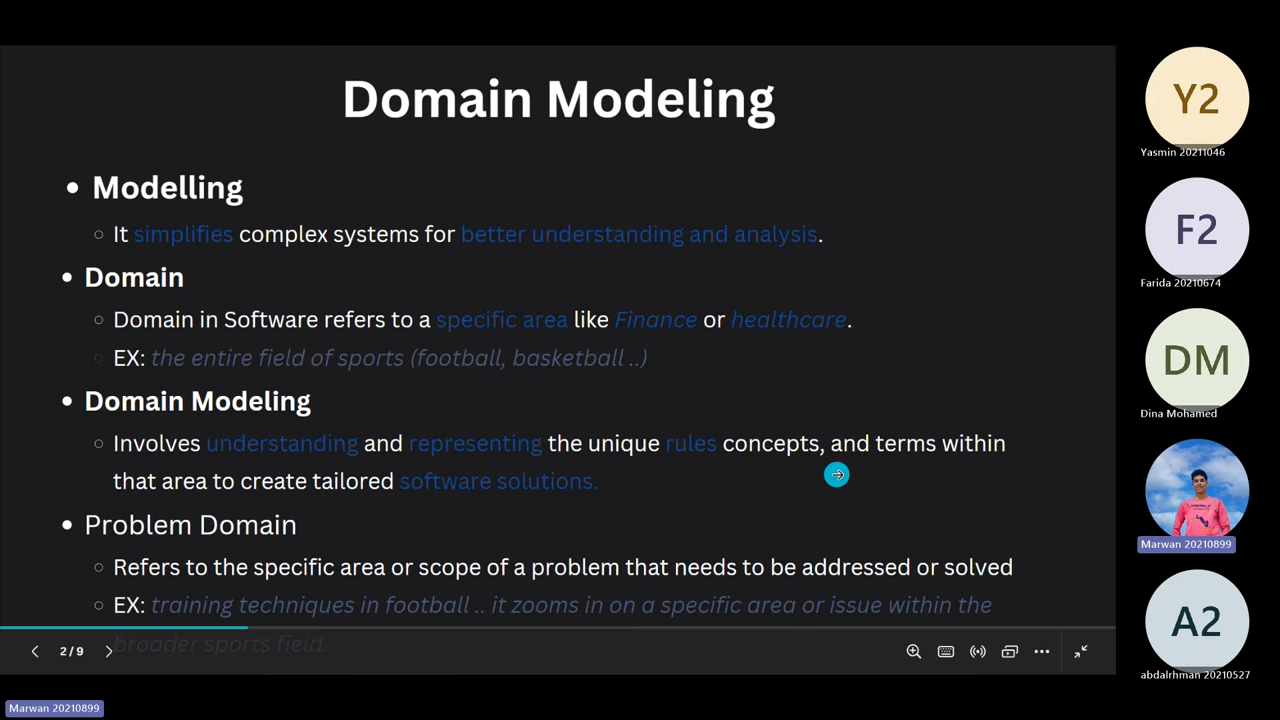 Domain Modeling
• Modelling
○ It simplifies complex systems for better understanding and analysis.
• Domain
○ Domain in Software refers to a specific area like Finance or healthcare.
○ EX: the entire field of sports (football, basketball ..)
• Domain Modeling
○ Involves understanding and representing the unique rules concepts, and terms within
that area to create tailored software solutions.
• Problem Domain
○ Refers to the specific area or scope of a problem that needs to be addressed or solved
○ EX: training techniques in football .. it zooms in on a specific area or issue within the
broader sports field.
2/9
Y2
Yasmin 20211046
F2
Farida 20210674
DM
Dina Mohamed
Marwan 20210899
A2
abdalrhman 20210527
Marwan 20210899